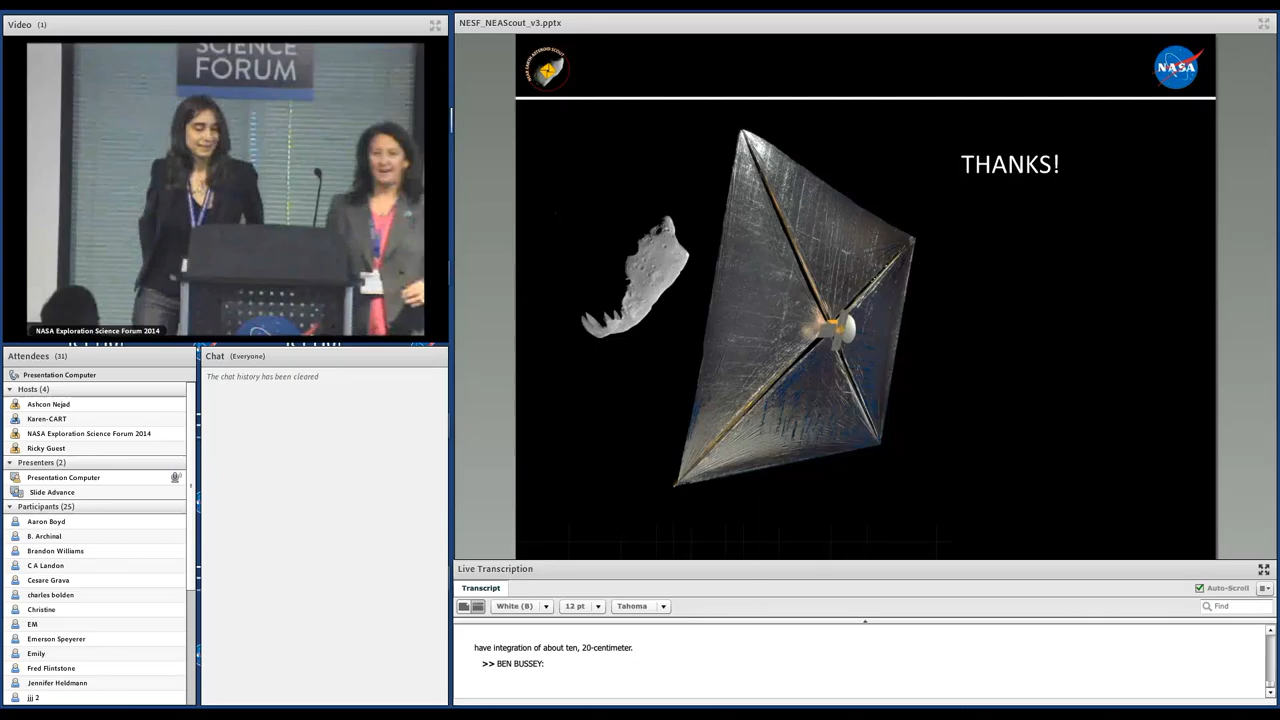 Video (1)
SCIENCE
FORUM
NASA Exploration Science Forum 2014
Attendees (31)
Presentation Computer
Hosts (4)
Ashcon Nejad
Karen-CART
NASA Exploration Science Forum 2014
Ricky Guest
Presenters (2)
Presentation Computer
Slide Advance
Participants (25)
Aaron Boyd
B. Archinal
Brandon Williams
C A Landon
Cesare Grava
charles bolden
Christine
EM
Emerson Speyerer
Emily
Fred Flintstone
Jennifer Heldmann
jjj 2
Chat (Everyone)
The chat history has been cleared
NESF_NEAScout_v3.pptx
NEAR EARTH ASTEROID SCOUT
NASA
THANKS!
Live Transcription
Transcript
Auto-Scroll
White (B)
12 pt
Tahoma
Find
have integration of about ten, 20-centimeter.
>> BEN BUSSEY: